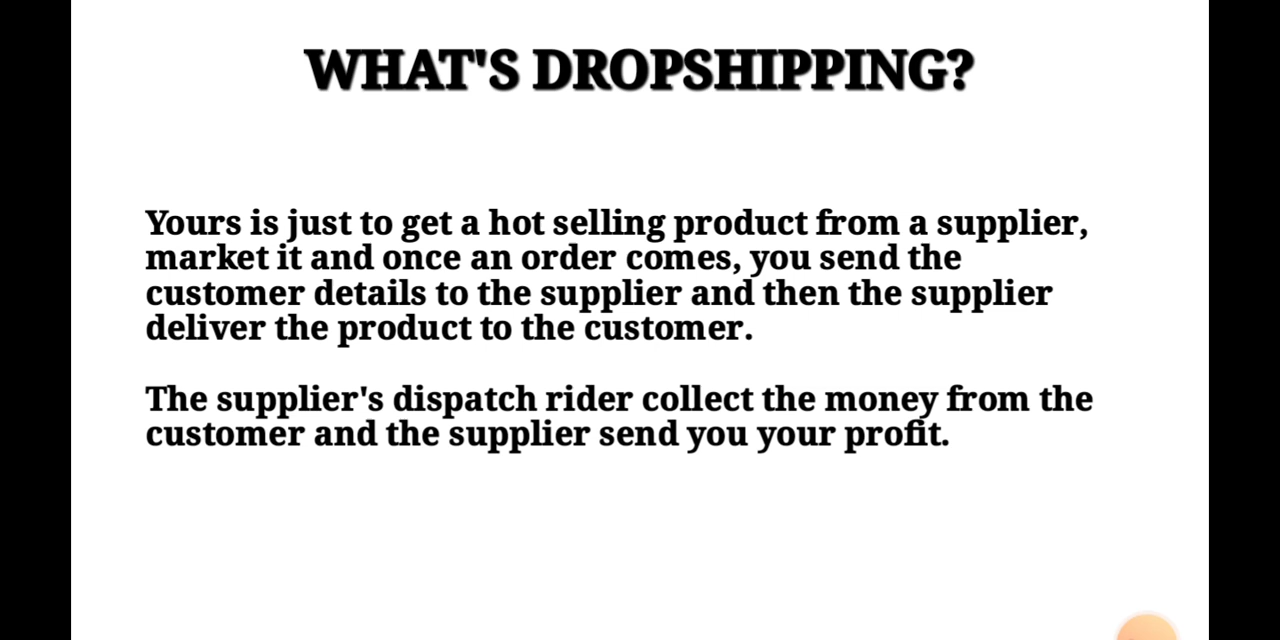 WHAT'S DROPSHIPPING?
Yours is just to get a hot selling product from a supplier,
market it and once an order comes, you send the
customer details to the supplier and then the supplier
deliver the product to the customer.
The supplier's dispatch rider collect the money from the
customer and the supplier send you your profit.